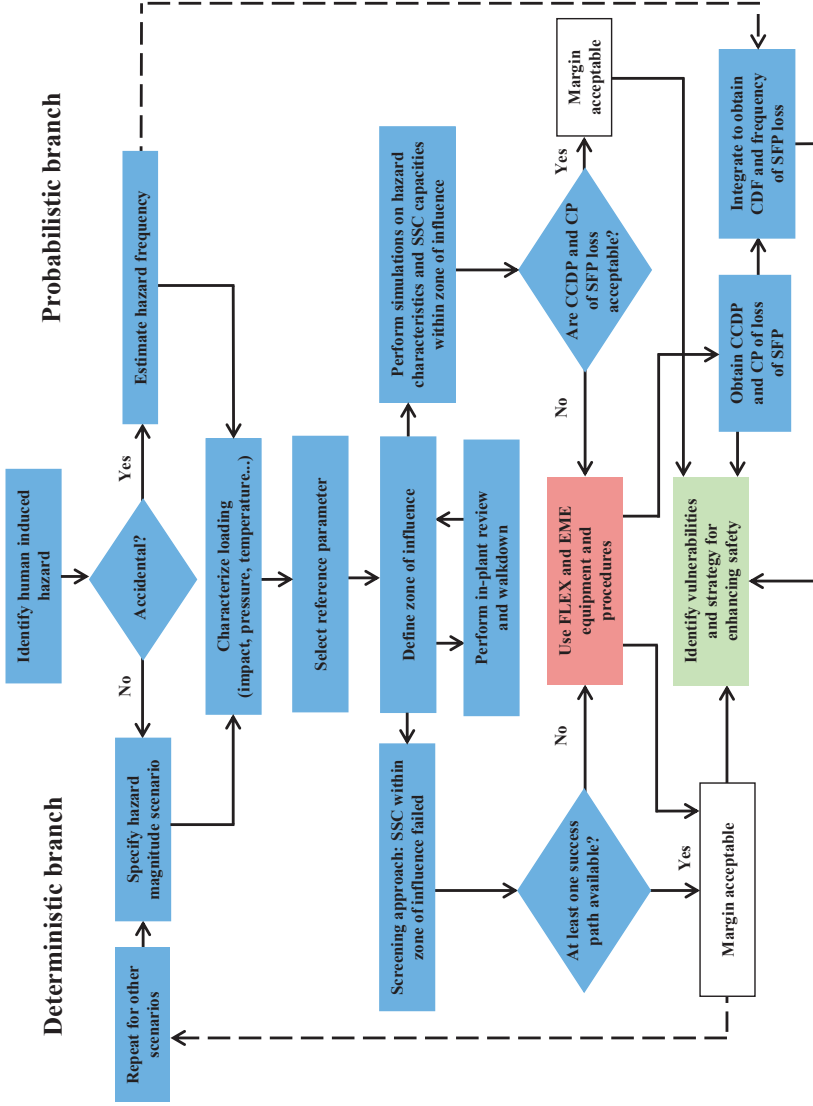 Deterministic branch
Probabilistic branch
Identify human induced
hazard
Accidental?
No
Yes
Repeat for other
scenarios
Specify hazard
magnitude scenario
Estimate hazard frequency
Characterize loading
(impact, pressure, temperature...)
Select reference parameter
Define zone of influence
Perform in-plant review
and walkdown
Screening approach: SSC within
zone of influence failed
Perform simulations on hazard
characteristics and SSC capacities
within zone of influence
At least one success
path available?
No
Yes
Use FLEX and EME
equipment and
procedures
Are CCDP and CP
of SFP loss
acceptable?
No
Yes
Margin
acceptable
Margin acceptable
Identify vulnerabilities
and strategy for
enhancing safety
Obtain CCDP
and CP of loss
of SFP
Integrate to obtain
CDF and frequency
of SFP loss